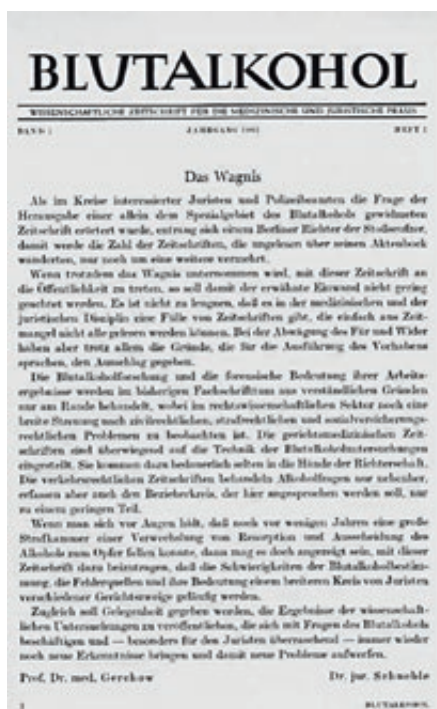 BLUTALKOHOL
WISSENSCHAFTLICHE ZEITSCHRIFT FÜR DIE MEDIZINISCHE UND JURISTISCHE PRAXIS
BAND 1 JAHRGANG 1961 HEFT 1
Das Wagnis
Als im Kreise interessierter Juristen und Polizeibeamten die Frage der
Herausgabe einer allein dem Spezialgebiet des Blutalkohols gewidmeten
Zeitschrift erörtert wurde, entrang sich einem Berliner Richter der Stoßseufzer,
damit werde die Zahl der Zeitschriften, die ungelesen über seinen Aktenbock
wanderten, nur noch um eine weitere vermehrt.
Wenn trotzdem das Wagnis unternommen wird, mit dieser Zeitschrift an
die Öffentlichkeit zu treten, so soll damit der erwähnte Einwand nicht gering
geachtet werden. Es ist nicht zu leugnen, daß es in der medizinischen und der
juristischen Disziplin eine Fülle von Zeitschriften gibt, die einfach aus Zeit-
mangel nicht alle gelesen werden können. Bei der Abwägung des Für und Wider
haben aber trotz allem die Gründe, die für die Ausführung des Vorhabens
sprachen, den Ausschlag gegeben.
Die Blutalkoholforschung und die forensische Bedeutung ihrer Arbeits-
ergebnisse werden im bisherigen Fachschrifttum aus verständlichen Gründen
nur am Rande behandelt, wobei im rechtswissenschaftlichen Sektor noch eine
breite Streuung nach zivilrechtlichen, strafrechtlichen und sozialversicherungs-
rechtlichen Problemen zu beobachten ist. Die gerichtsmedizinischen Zeit-
schriften sind überwiegend auf die Technik der Blutalkoholuntersuchungen
eingestellt. Sie kommen dazu bedauerlich selten in die Hände der Richterschaft.
Die verkehrsrechtlichen Zeitschriften behandeln Alkoholfragen nur nebenher,
erfassen aber auch den Bezieherkreis, der hier angesprochen werden soll, nur
zu einem geringen Teil.
Wenn man sich vor Augen hält, daß noch vor wenigen Jahren eine große
Strafkammer einer Verwechslung von Resorption und Ausscheidung des
Alkohols zum Opfer fallen konnte, dann mag es doch angezeigt sein, mit dieser
Zeitschrift dazu beizutragen, daß die Schwierigkeiten der Blutalkoholbestim-
mung, die Fehlerquellen und ihre Bedeutung einem breiteren Kreis von Juristen
verschiedener Gerichtszweige geläufig werden.
Zugleich soll Gelegenheit gegeben werden, die Ergebnisse der wissenschaft-
lichen Untersuchungen zu veröffentlichen, die sich mit Fragen des Blutalkohols
beschäftigen und — besonders für den Juristen überraschend — immer wieder
noch neue Erkenntnisse bringen und damit neue Probleme aufwerfen.
Prof. Dr. med. Gerchow Dr. jur. Schneble
BLUTALKOHOL